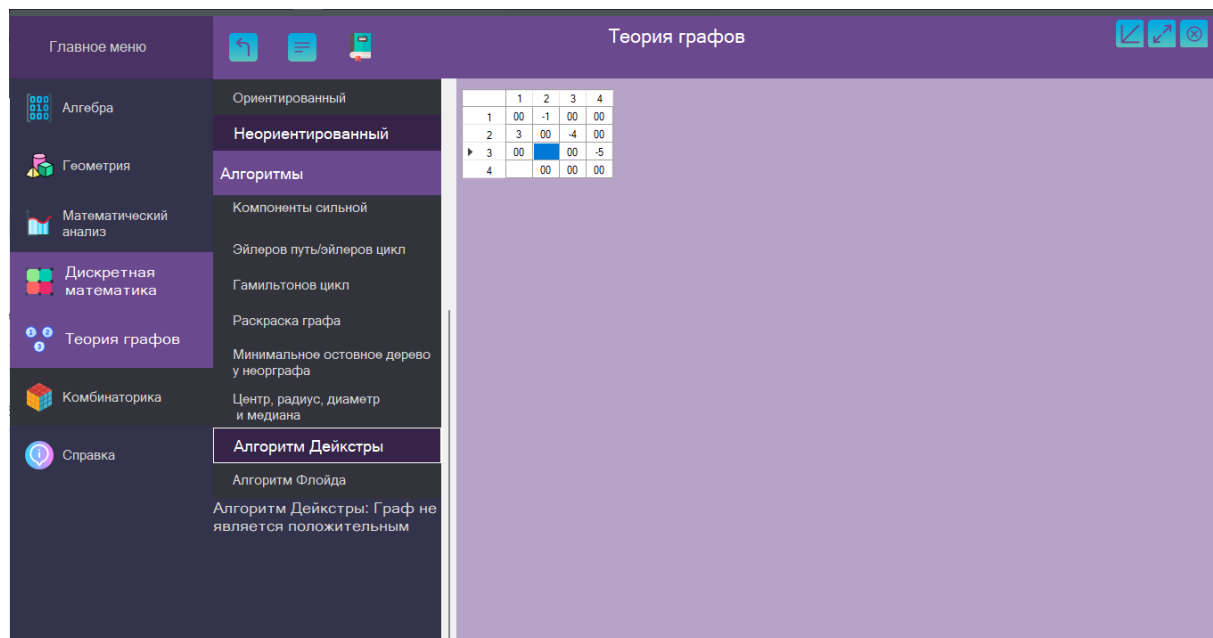 Главное меню
Теория графов
Алгебра
Геометрия
Математический
анализ
Дискретная
математика
Теория графов
Комбинаторика
Справка
Ориентированный
Неориентированный
Алгоритмы
Компоненты сильной
Эйлеров путь/эйлеров цикл
Гамильтонов цикл
Раскраска графа
Минимальное остовное дерево
у неорграфа
Центр, радиус, диаметр
и медиана
Алгоритм Дейкстры
Алгоритм Флойда
Алгоритм Дейкстры: Граф не
является положительным
1 2 3 4
1 00 -1 00 00
2 3 00 -4 00
3 00 00 -5
4 00 00 00